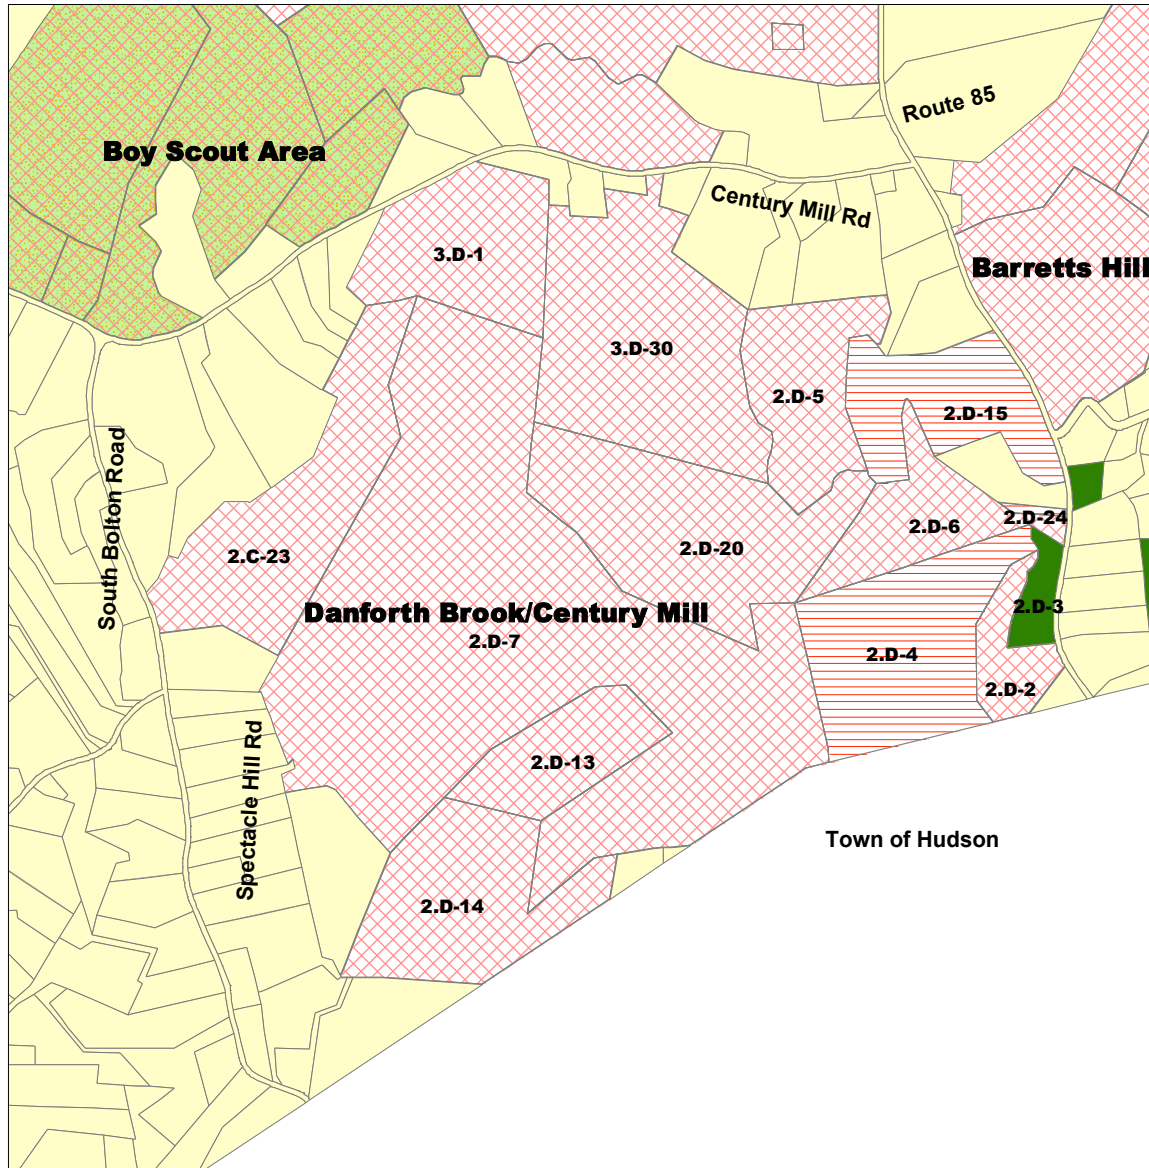 Route 85
Boy Scout Area
Century Mill Rd
3.D-1
Barretts Hill
3.D-30
2.D-5
2.D-15
South Bolton Road
2.C-23
2.D-20
2.D-6
2.D-24
Danforth Brook/Century Mill
2.D-7
2.D-3
2.D-4
2.D-2
Spectacle Hill Rd
2.D-13
Town of Hudson
2.D-14